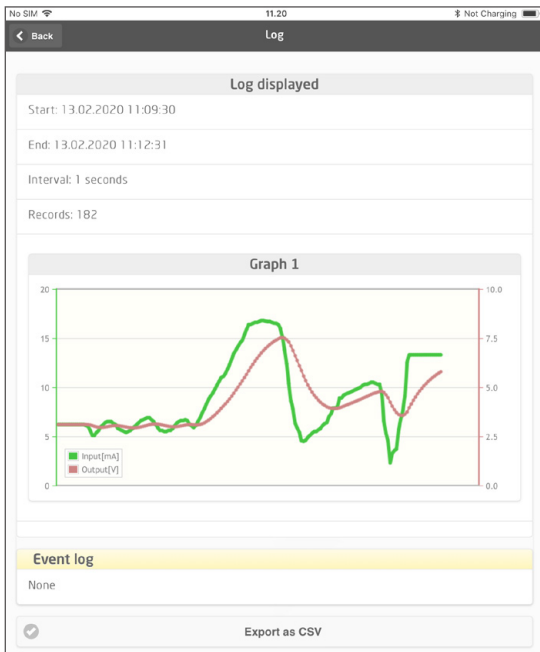 No SIM 11.20 Not Charging
Back Log
Log displayed
Start: 13.02.2020 11:09:30
End: 13.02.2020 11:12:31
Interval: 1 seconds
Records: 182
Graph 1
20 10.0
15 7.5
10 5.0
5 2.5
0 0.0
Input[mA]
Output[V]
Event log
None
Export as CSV